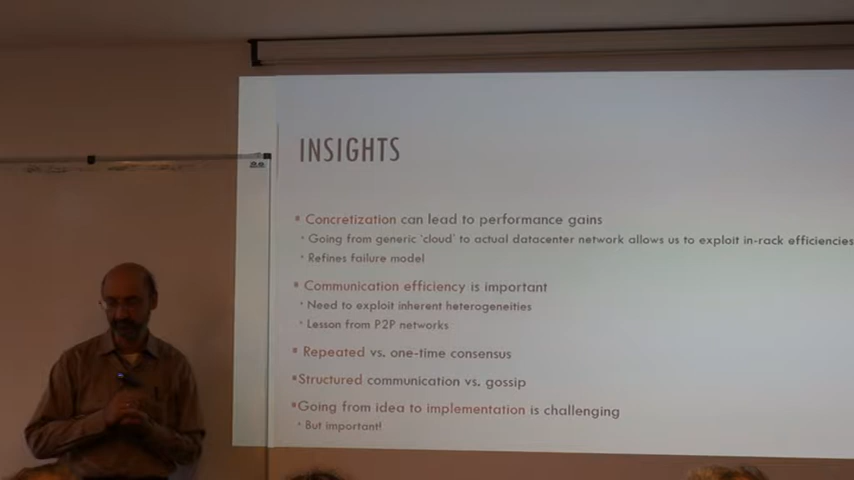 INSIGHTS
Concretization can lead to performance gains
Going from generic 'cloud' to actual datacenter network allows us to exploit in-rack efficiencies
Refines failure model
Communication efficiency is important
Need to exploit inherent heterogeneities
Lesson from P2P networks
Repeated vs. one-time consensus
Structured communication vs. gossip
Going from idea to implementation is challenging
But important!